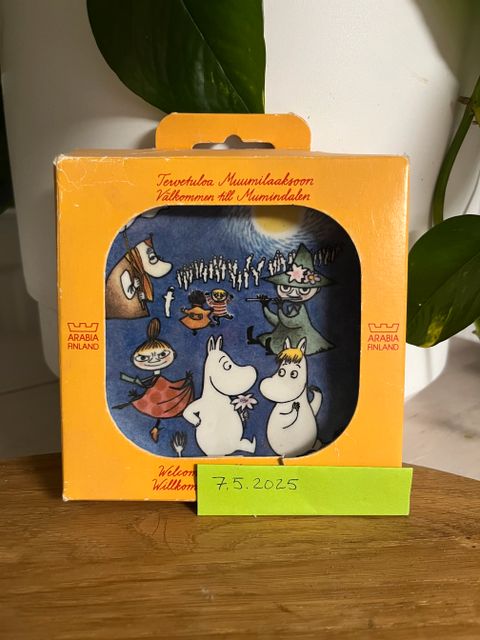 Tervetuloa Muumilaaksoon
Välkommen till Mumindalen
ARABIA
FINLAND
ARABIA
FINLAND
7.5.2025